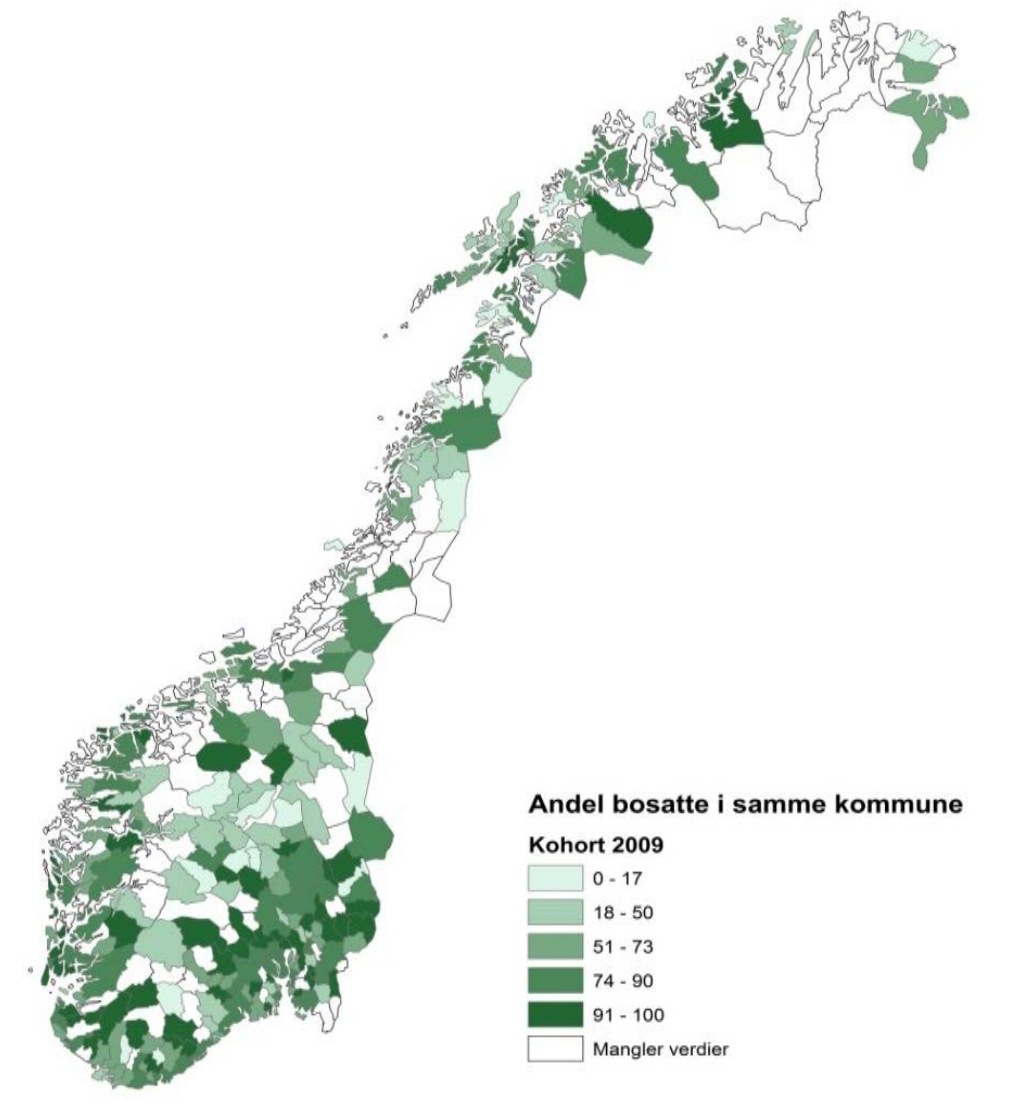 Andel bosatte i samme kommune
Kohort 2009
0 - 17
18 - 50
51 - 73
74 - 90
91 - 100
Mangler verdier